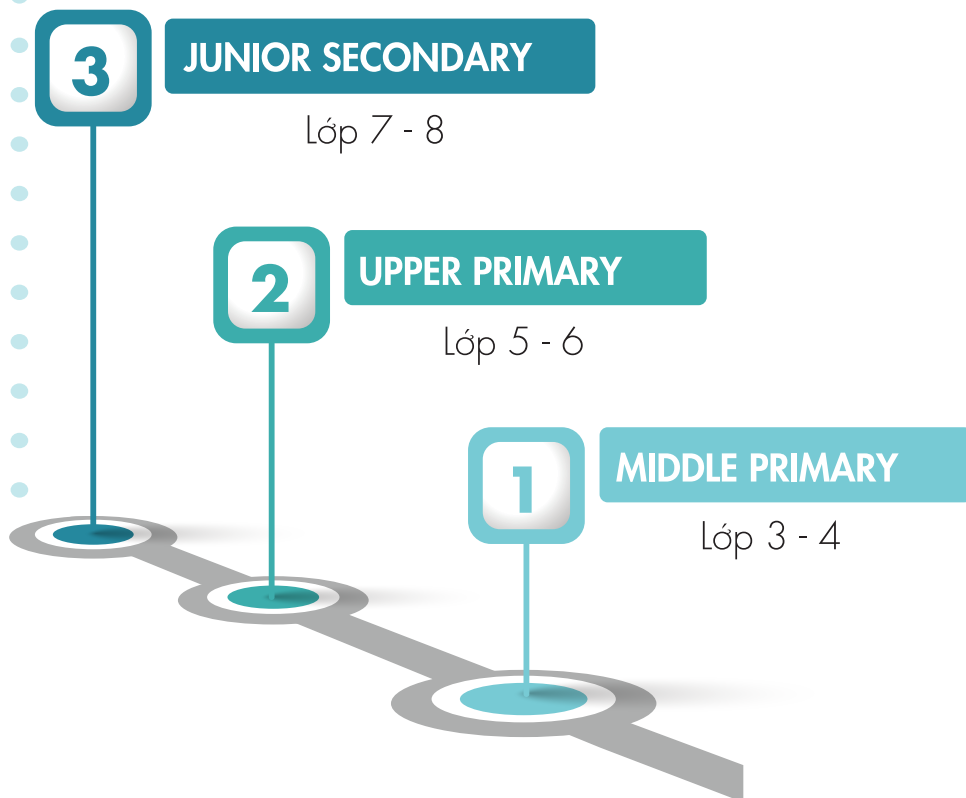 3
JUNIOR SECONDARY
Lớp 7 - 8
2
UPPER PRIMARY
Lớp 5 - 6
1
MIDDLE PRIMARY
Lớp 3 - 4